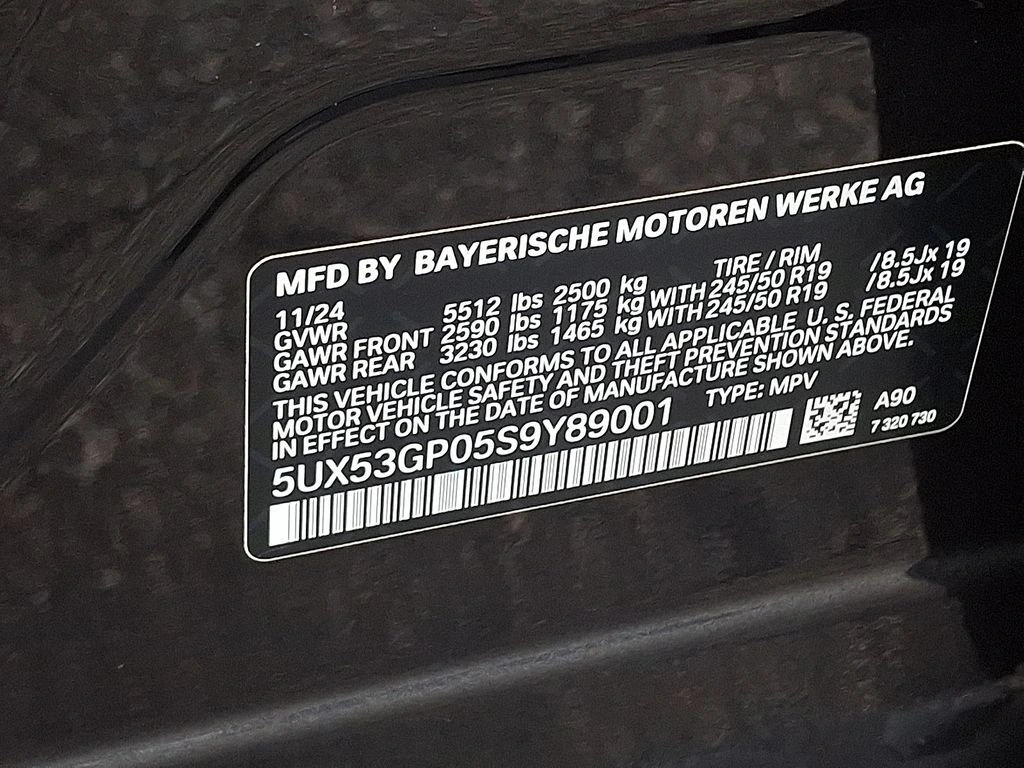 MFD BY BAYERISCHE MOTOREN WERKE AG
11/24 TIRE / RIM
GVWR 5512 lbs 2500 kg
GAWR FRONT 2590 lbs 1175 kg WITH 245/50 R19 /8.5Jx 19
GAWR REAR 3230 lbs 1465 kg WITH 245/50 R19 /8.5Jx 19
THIS VEHICLE CONFORMS TO ALL APPLICABLE U. S. FEDERAL
MOTOR VEHICLE SAFETY AND THEFT PREVENTION STANDARDS
IN EFFECT ON THE DATE OF MANUFACTURE SHOWN ABOVE.
5UX53GP05S9Y89001 TYPE: MPV
A90
7 320 730